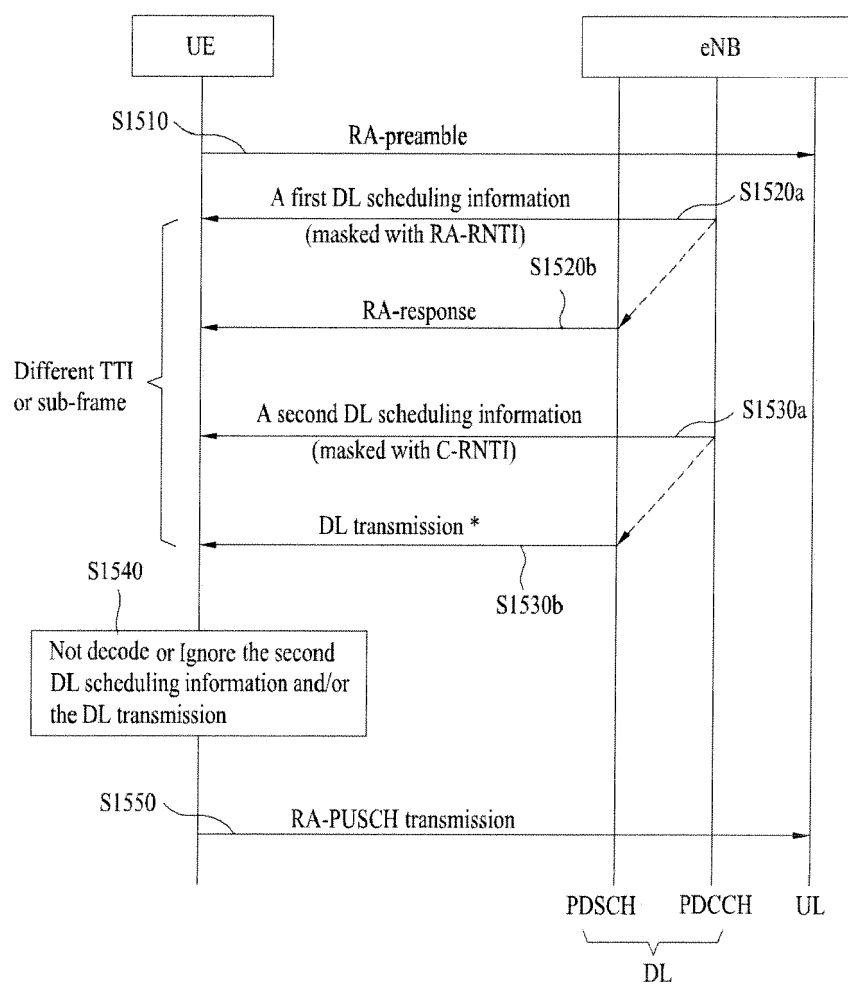 UE
eNB
S1510
RA-preamble
A first DL scheduling information
(masked with RA-RNTI)
S1520a
S1520b
RA-response
Different TTI
or sub-frame
A second DL scheduling information
(masked with C-RNTI)
S1530a
DL transmission *
S1530b
S1540
Not decode or Ignore the second
DL scheduling information and/or
the DL transmission
S1550
RA-PUSCH transmission
PDSCH PDCCH UL
DL